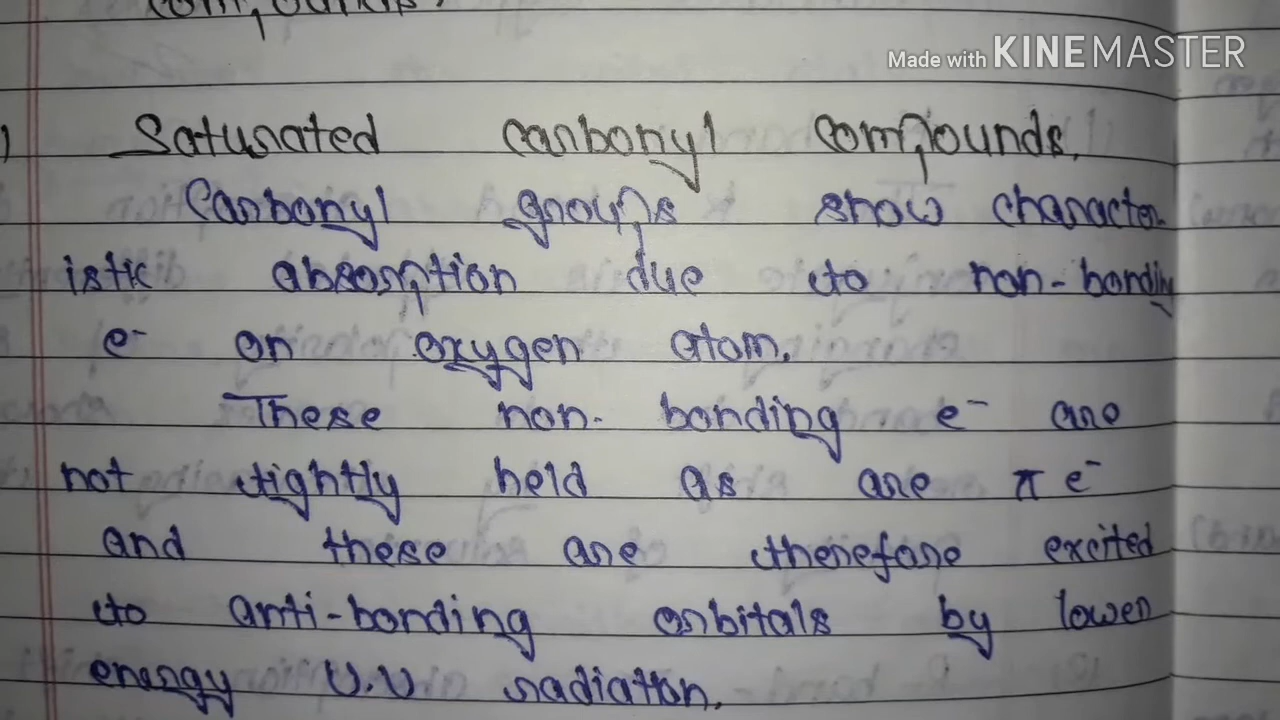 compounds.
Made with KINEMASTER
Saturated carbonyl compounds.
Carbonyl groups show character-
istic absorption due to non-bonding
e⁻ on oxygen atom.
These non-bonding e⁻ are
not tightly held as are π e⁻
and these are therefore excited
to anti-bonding orbitals by lower
energy U.V radiation.